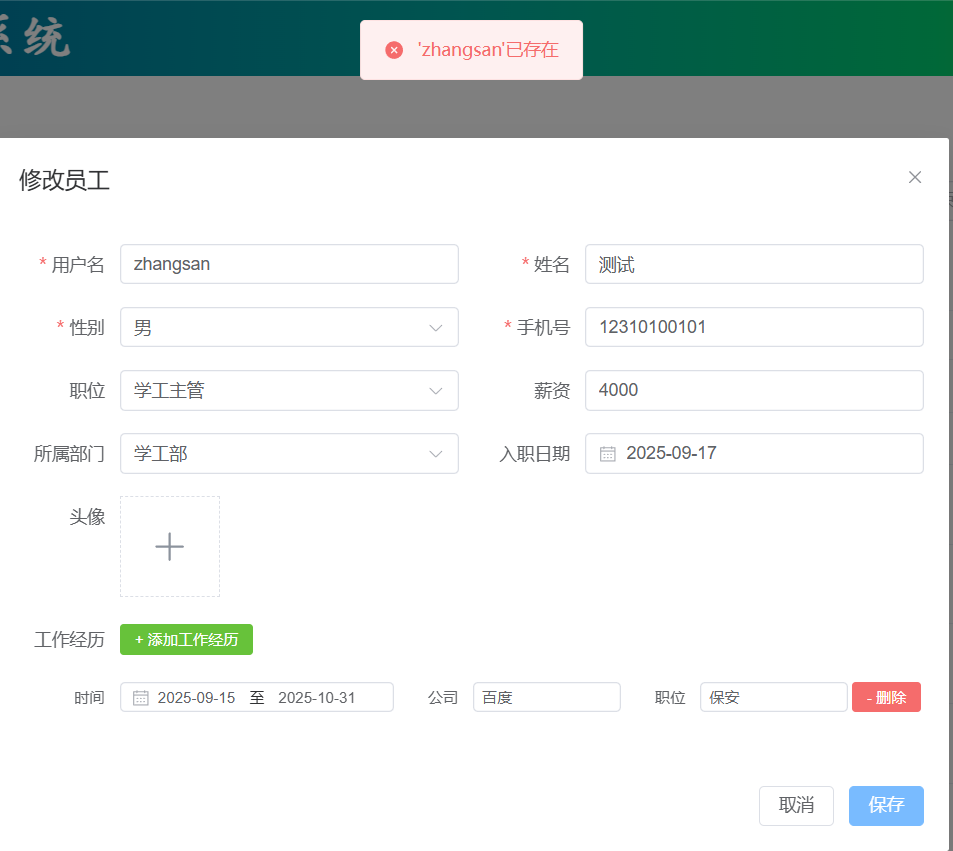 系统
'zhangsan'已存在
修改员工
* 用户名 zhangsan * 姓名 测试
* 性别 男 * 手机号 12310100101
职位 学工主管 薪资 4000
所属部门 学工部 入职日期 2025-09-17
头像
工作经历 + 添加工作经历
时间 2025-09-15 至 2025-10-31 公司 百度 职位 保安 - 删除
取消 保存